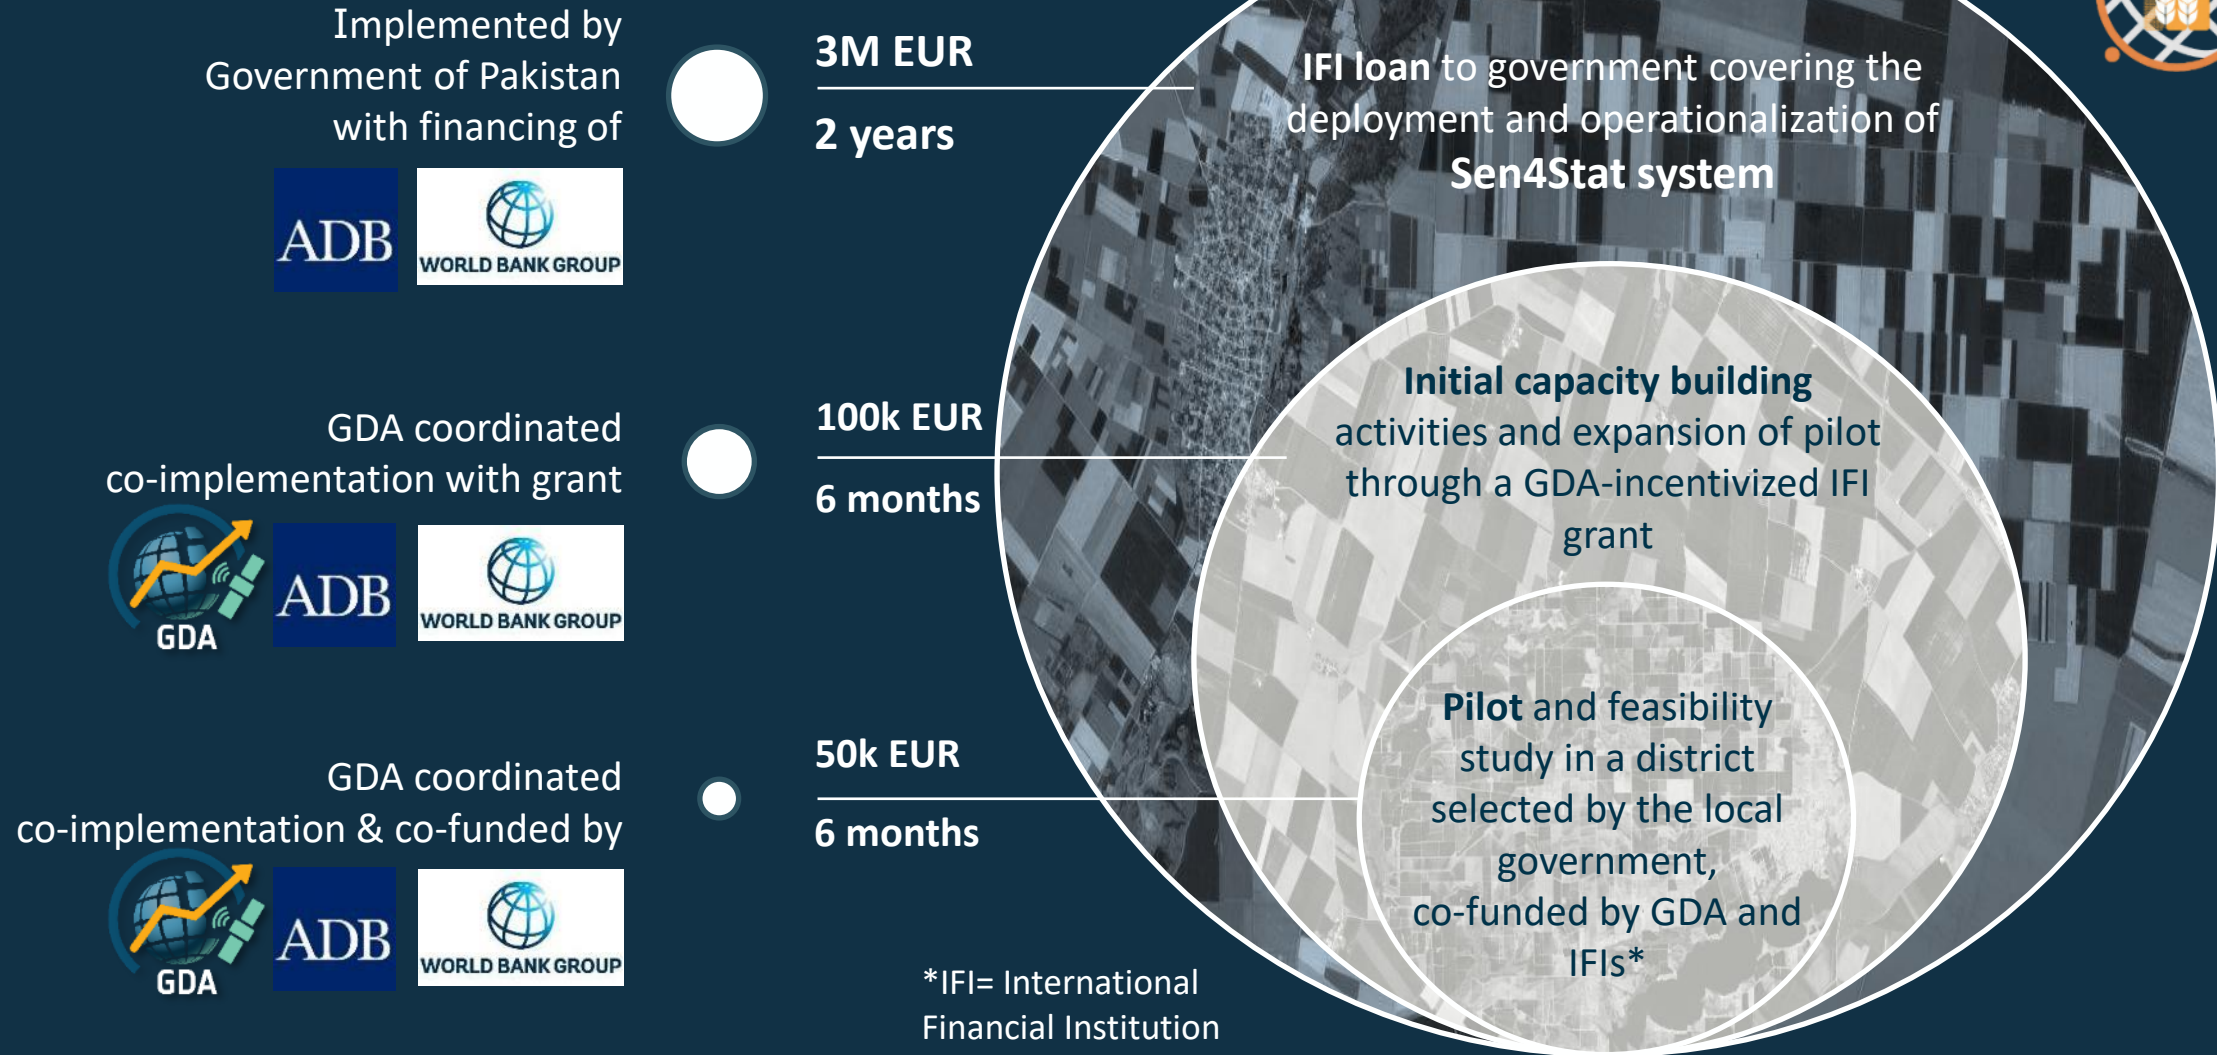 Implemented by
Government of Pakistan
with financing of
ADB
WORLD BANK GROUP
3M EUR
2 years
IFI loan to government covering the
deployment and operationalization of
Sen4Stat system
GDA coordinated
co-implementation with grant
GDA
ADB
WORLD BANK GROUP
100k EUR
6 months
Initial capacity building
activities and expansion of pilot
through a GDA-incentivized IFI
grant
GDA coordinated
co-implementation & co-funded by
GDA
ADB
WORLD BANK GROUP
50k EUR
6 months
Pilot and feasibility
study in a district
selected by the local
government,
co-funded by GDA and
IFIs*
*IFI= International
Financial Institution